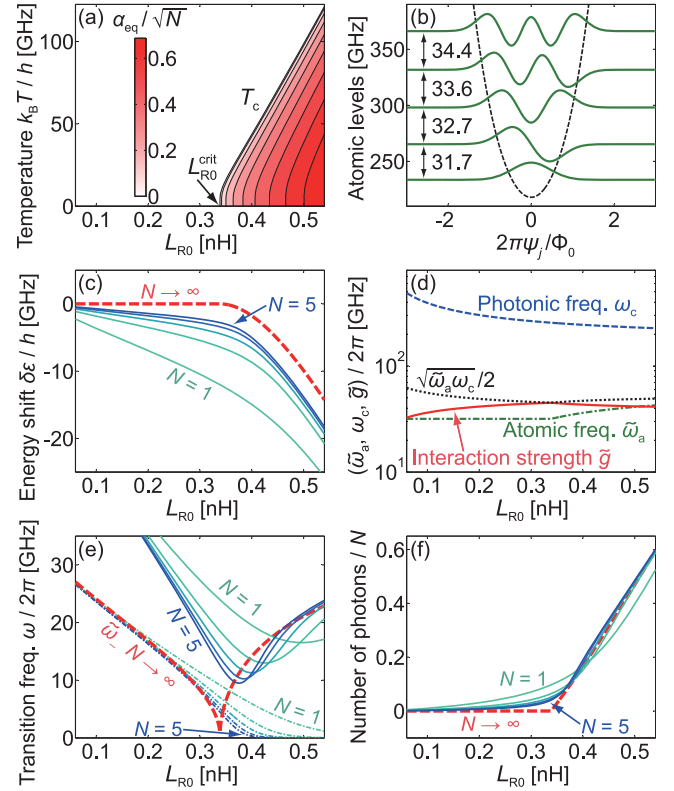 (a) α_eq / √N
Temperature k_B T / h [GHz]
100
50
0
0.6
0.4
0.2
0
T_c
L_R0^crit
0.1 0.2 0.3 0.4 0.5
L_R0 [nH]
(b)
Atomic levels [GHz]
350
300
250
34.4
33.6
32.7
31.7
-2 0 2
2πψ_j/Φ_0
(c)
Energy shift δε / h [GHz]
0
-10
-20
N → ∞
N = 5
N = 1
0.1 0.2 0.3 0.4 0.5
L_R0 [nH]
(d)
(ω̃_a, ω_c, g̃) / 2π [GHz]
10^2
10^1
Photonic freq. ω_c
√ω̃_aω_c/2
Atomic freq. ω̃_a
Interaction strength g̃
0.1 0.2 0.3 0.4 0.5
L_R0 [nH]
(e)
Transition freq. ω / 2π [GHz]
30
20
10
0
N = 1
N = 5
ω̃_- N → ∞
N = 1
N = 5
0.1 0.2 0.3 0.4 0.5
L_R0 [nH]
(f)
Number of photons / N
0.6
0.4
0.2
0
N = 1
N → ∞
N = 5
0.1 0.2 0.3 0.4 0.5
L_R0 [nH]